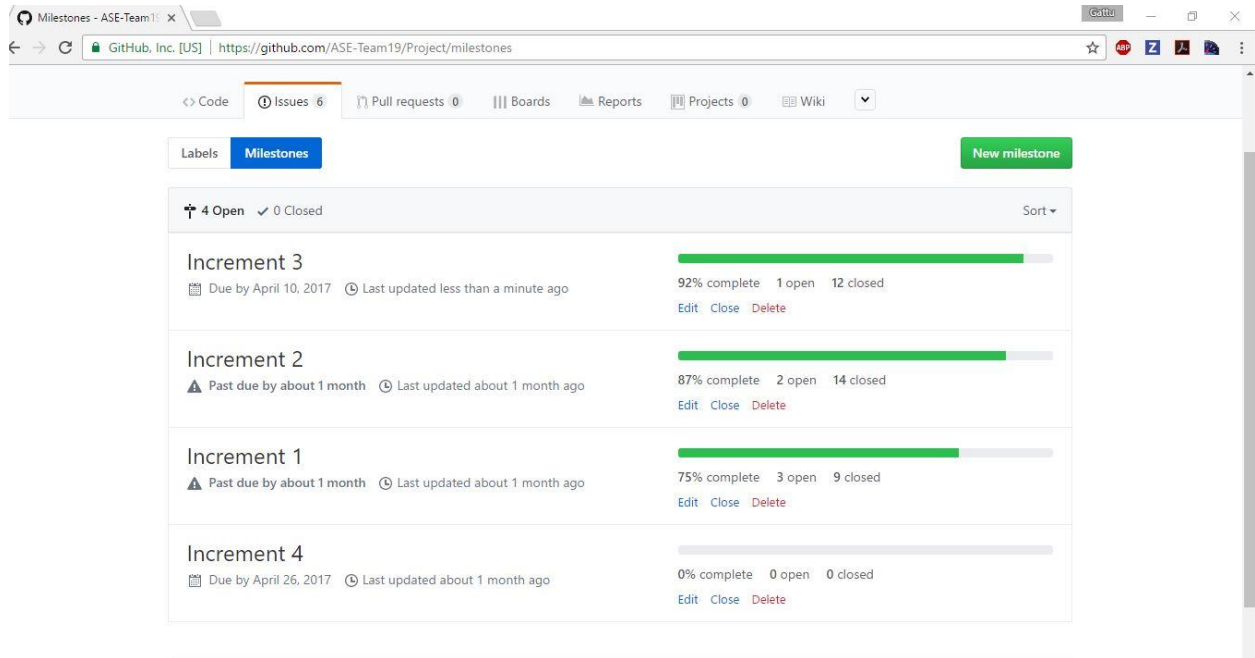 Milestones - ASE-Team19
Gattu
GitHub, Inc. [US] | https://github.com/ASE-Team19/Project/milestones
ABP
Z
<> Code Issues 6 Pull requests 0 Boards Reports Projects 0 Wiki
Labels Milestones New milestone
4 Open 0 Closed Sort
Increment 3
Due by April 10, 2017 Last updated less than a minute ago
92% complete 1 open 12 closed
Edit Close Delete
Increment 2
Past due by about 1 month Last updated about 1 month ago
87% complete 2 open 14 closed
Edit Close Delete
Increment 1
Past due by about 1 month Last updated about 1 month ago
75% complete 3 open 9 closed
Edit Close Delete
Increment 4
Due by April 26, 2017 Last updated about 1 month ago
0% complete 0 open 0 closed
Edit Close Delete